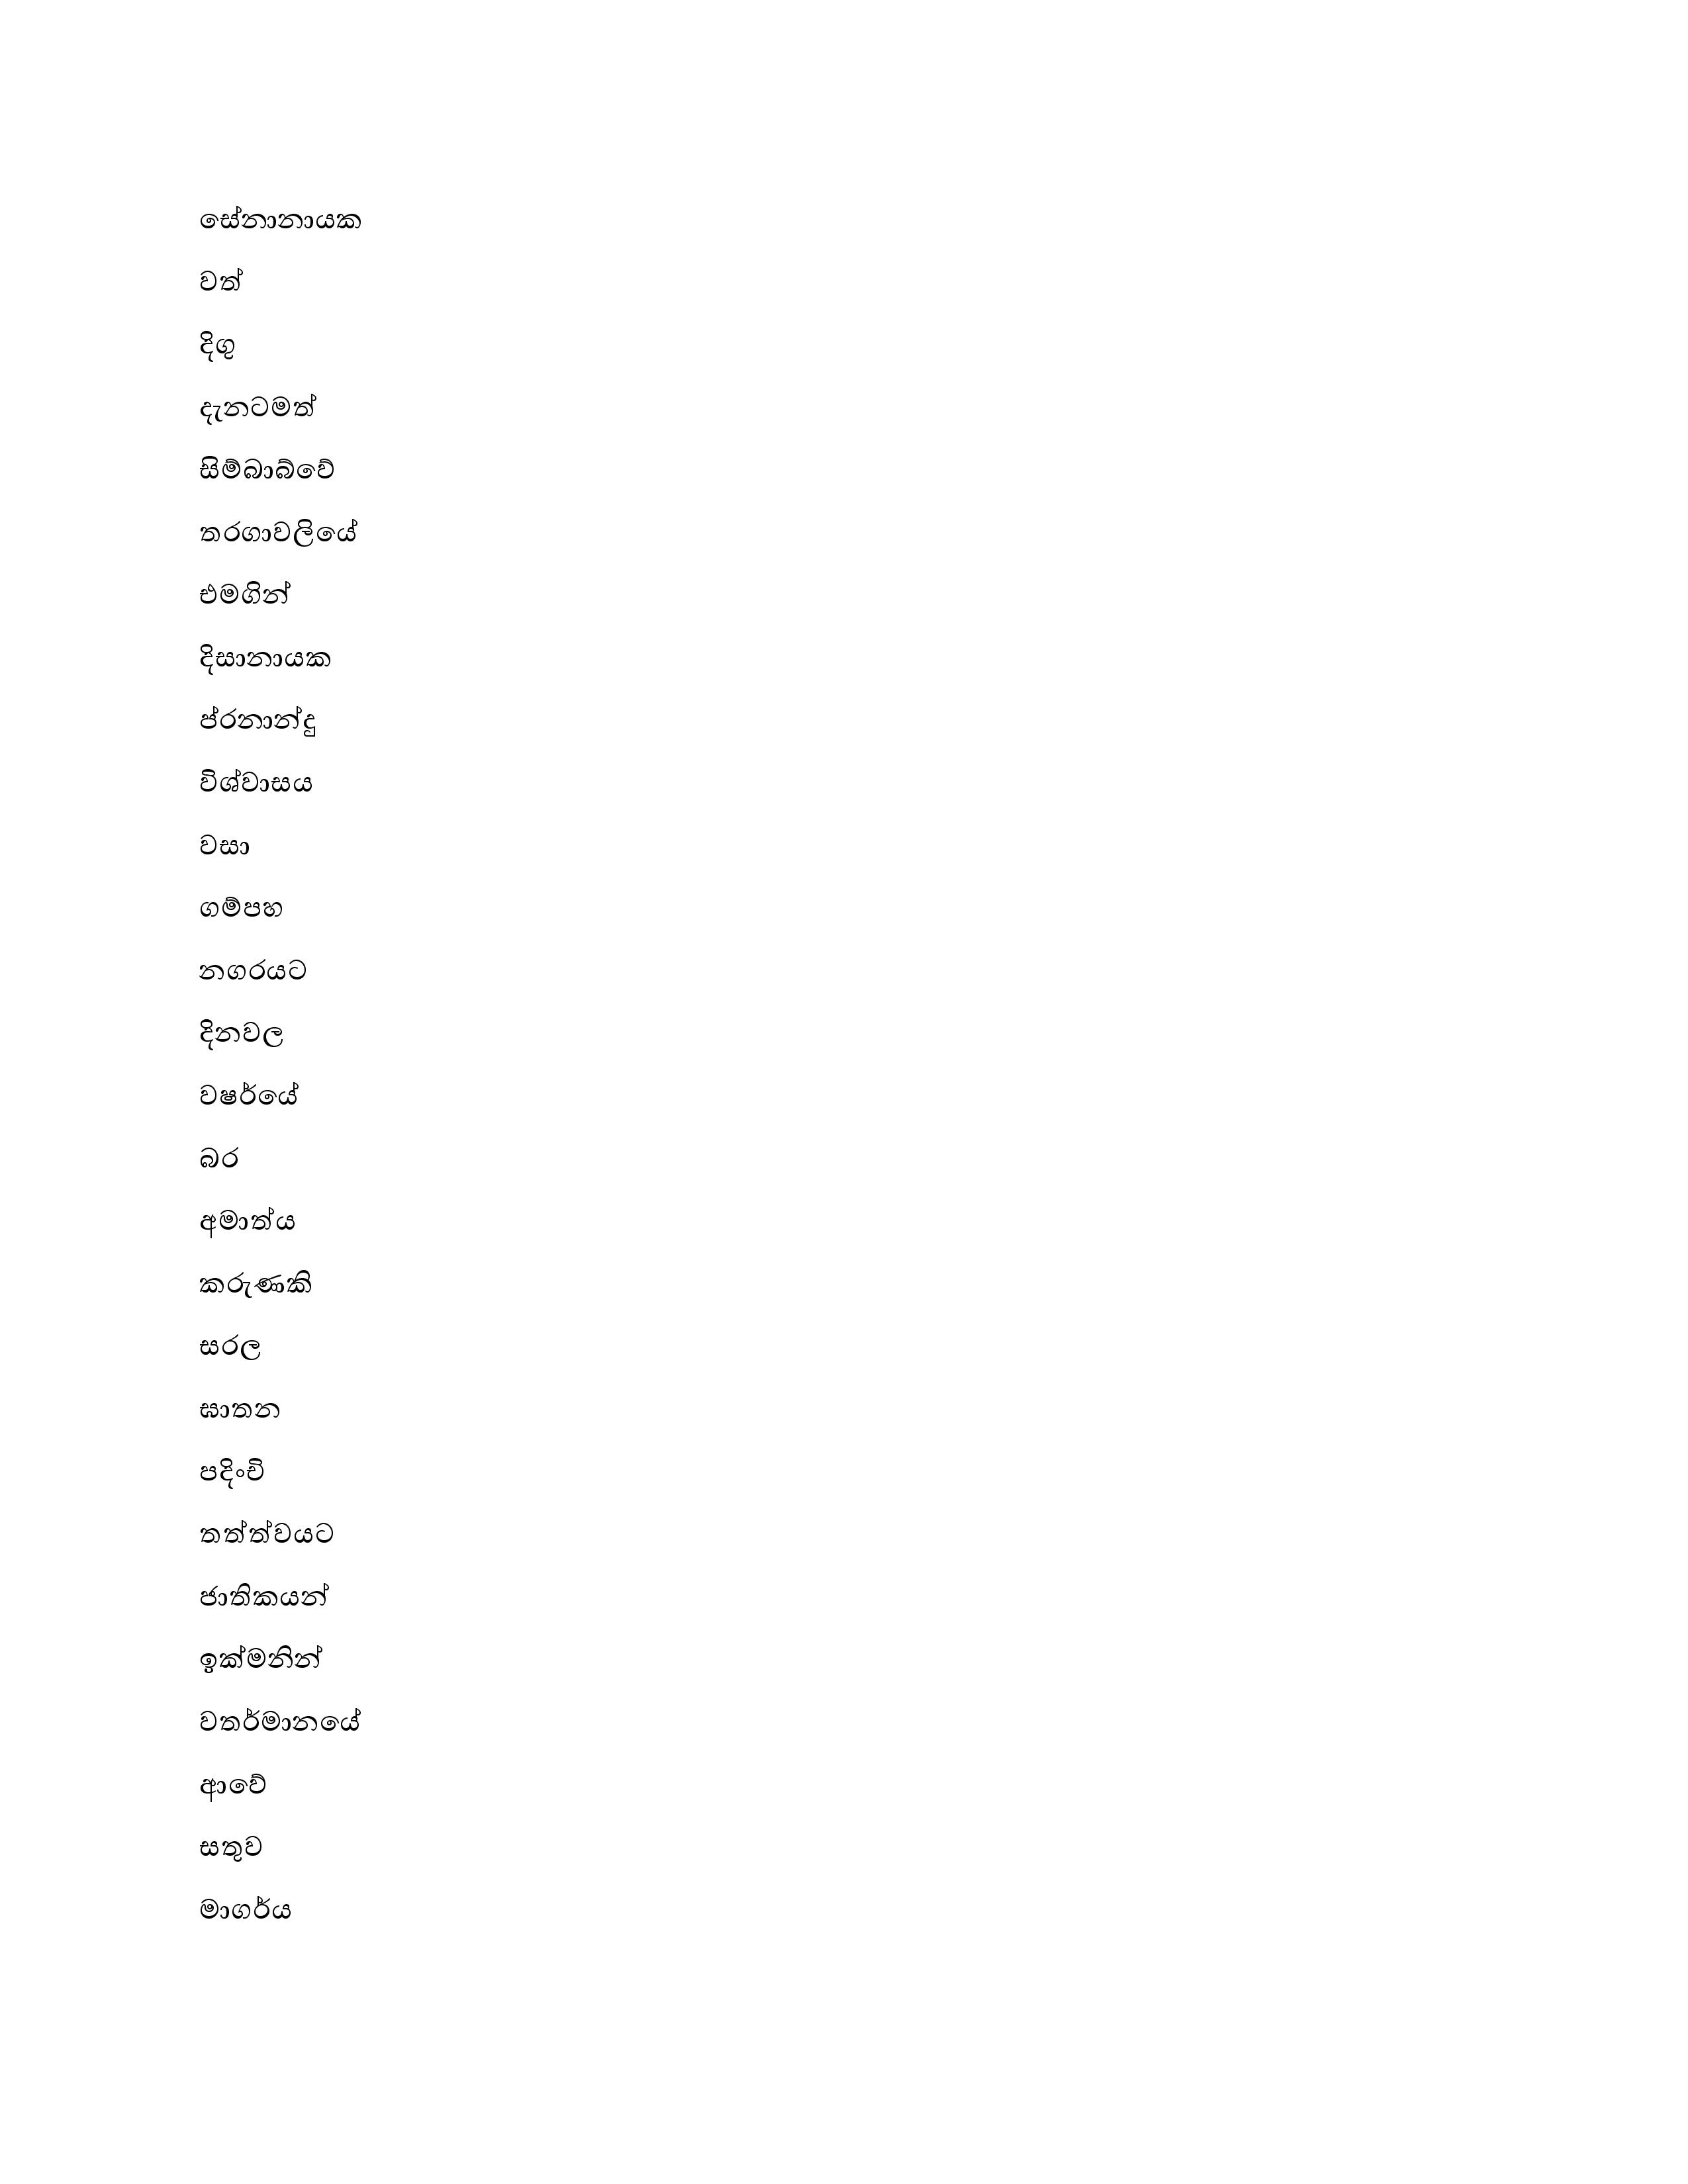 සේනානායක
වත්
දිගු
දැනටමත්
සිම්බාබ්වේ
තරගාවලියේ
එමගින්
දිසානායක
ප්රනාන්දු
විශ්වාසය
වසා
ගම්පහ
නගරයට
දිනවල
වෂර්යේ
බර
අමාත්ය
කරුණකි
සරල
ඝාතන
පදිංචි
තත්ත්වයට
ජාතිකයන්
ඉක්මනින්
වතර්මානයේ
ආවේ
සතුව
මාගර්ය